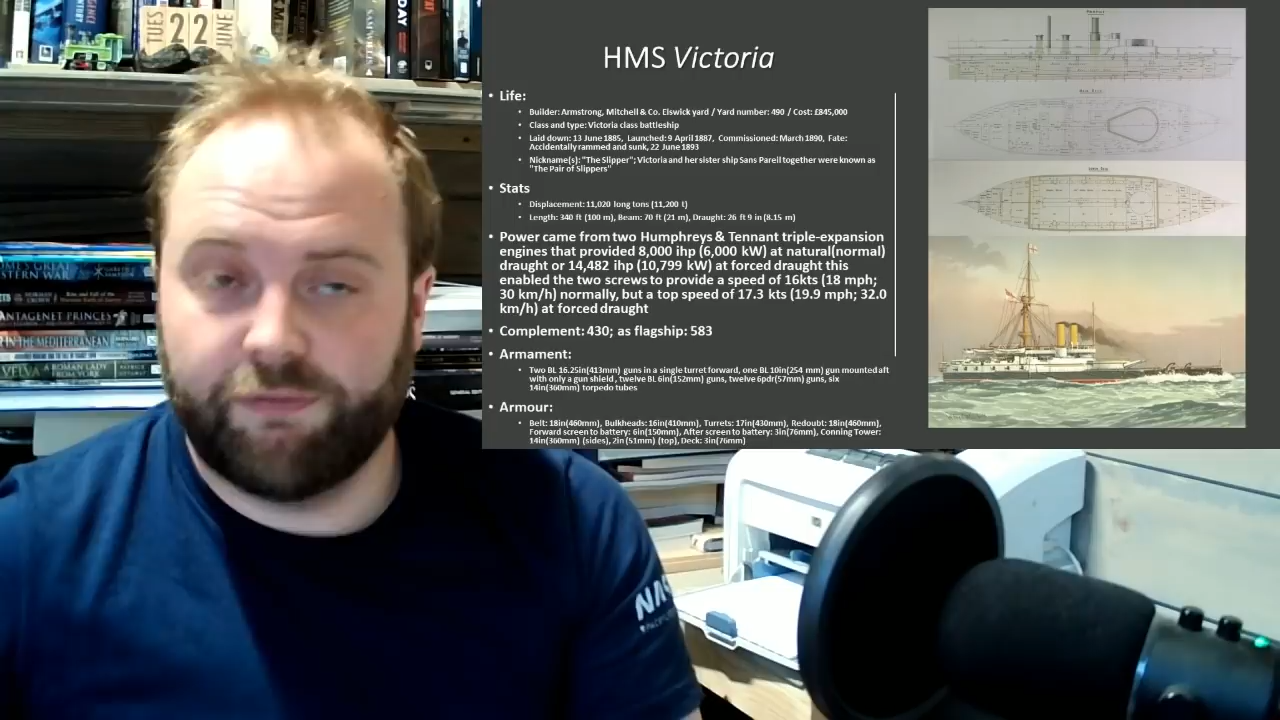 TUES
22
JUNE
HMS Victoria
• Life:
• Builder: Armstrong, Mitchell & Co. Elswick yard / Yard number: 490 / Cost: £845,000
• Class and type: Victoria class battleship
• Laid down: 13 June 1885, Launched: 9 April 1887, Commissioned: March 1890, Fate:
Accidentally rammed and sunk, 22 June 1893
• Nickname(s): "The Slipper"; Victoria and her sister ship Sans Parell together were known as
"The Pair of Slippers"
• Stats
• Displacement: 11,020 long tons (11,200 t)
• Length: 340 ft (100 m), Beam: 70 ft (21 m), Draught: 26 ft 9 in (8.15 m)
• Power came from two Humphreys & Tennant triple-expansion
engines that provided 8,000 ihp (6,000 kW) at natural(normal)
draught or 14,482 ihp (10,799 kW) at forced draught this
enabled the two screws to provide a speed of 16kts (18 mph;
30 km/h) normally, but a top speed of 17.3 kts (19.9 mph; 32.0
km/h) at forced draught
• Complement: 430; as flagship: 583
• Armament:
• Two BL 16.25in(413mm) guns in a single turret forward, one BL 10in(254 mm) gun mounted aft
with only a gun shield, twelve BL 6in(152mm) guns, twelve 6pdr(57mm) guns, six
14in(360mm) torpedo tubes
• Armour:
• Belt: 18in(460mm), Bulkheads: 16in(410mm), Turrets: 17in(430mm), Redoubt: 18in(460mm),
Forward screen to battery: 6in(150mm), After screen to battery: 3in(76mm), Conning Tower:
14in(360mm) (sides), 2in (51mm) (top), Deck: 3in(76mm)
ANTAGENET PRINCES
IN THE MEDITERRANEAN
VELVA
A ROMAN LADY
FROM YORK